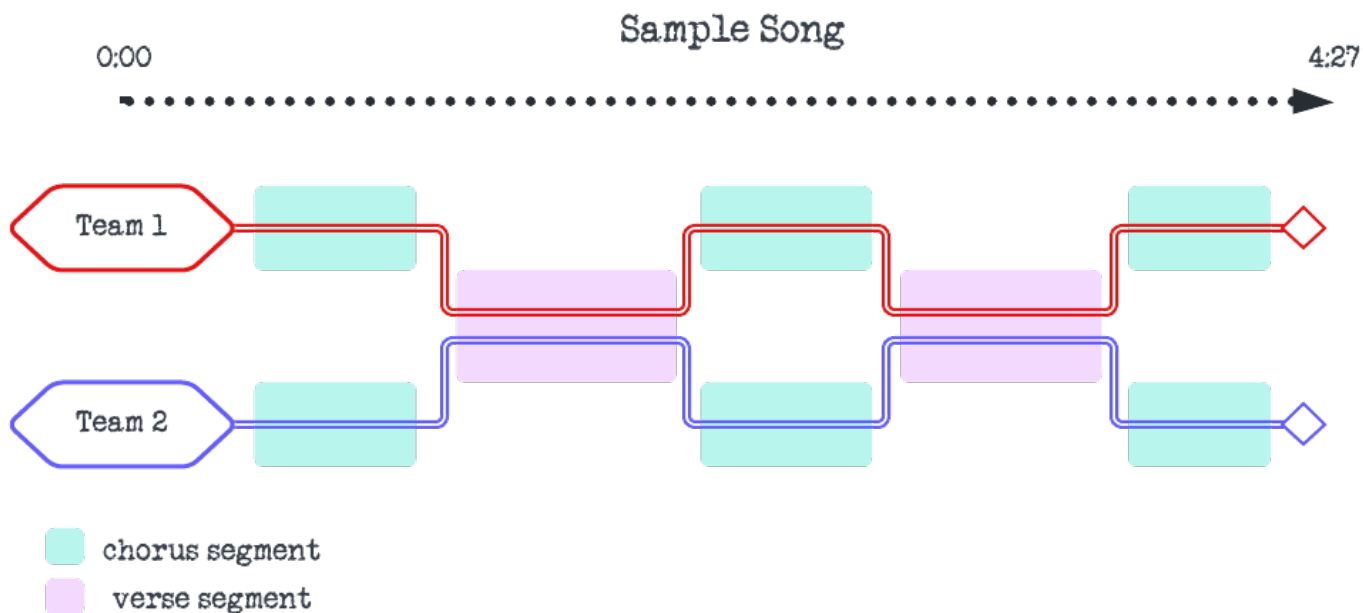 Sample Song
0:00
4:27
Team 1
Team 2
chorus segment
verse segment